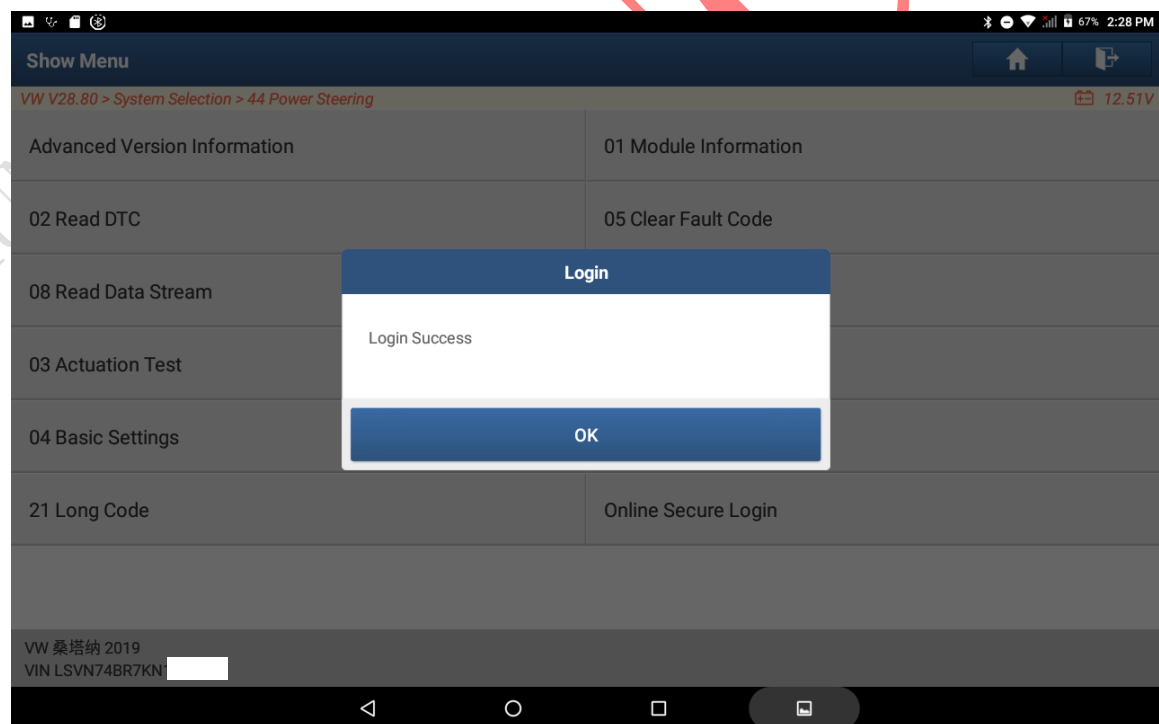 67% 2:28 PM
Show Menu
VW V28.80 > System Selection > 44 Power Steering
12.51V
Advanced Version Information
01 Module Information
02 Read DTC
05 Clear Fault Code
Login
08 Read Data Stream
Login Success
03 Actuation Test
OK
04 Basic Settings
21 Long Code
Online Secure Login
VW 桑塔纳 2019
VIN LSVN74BR7KN1